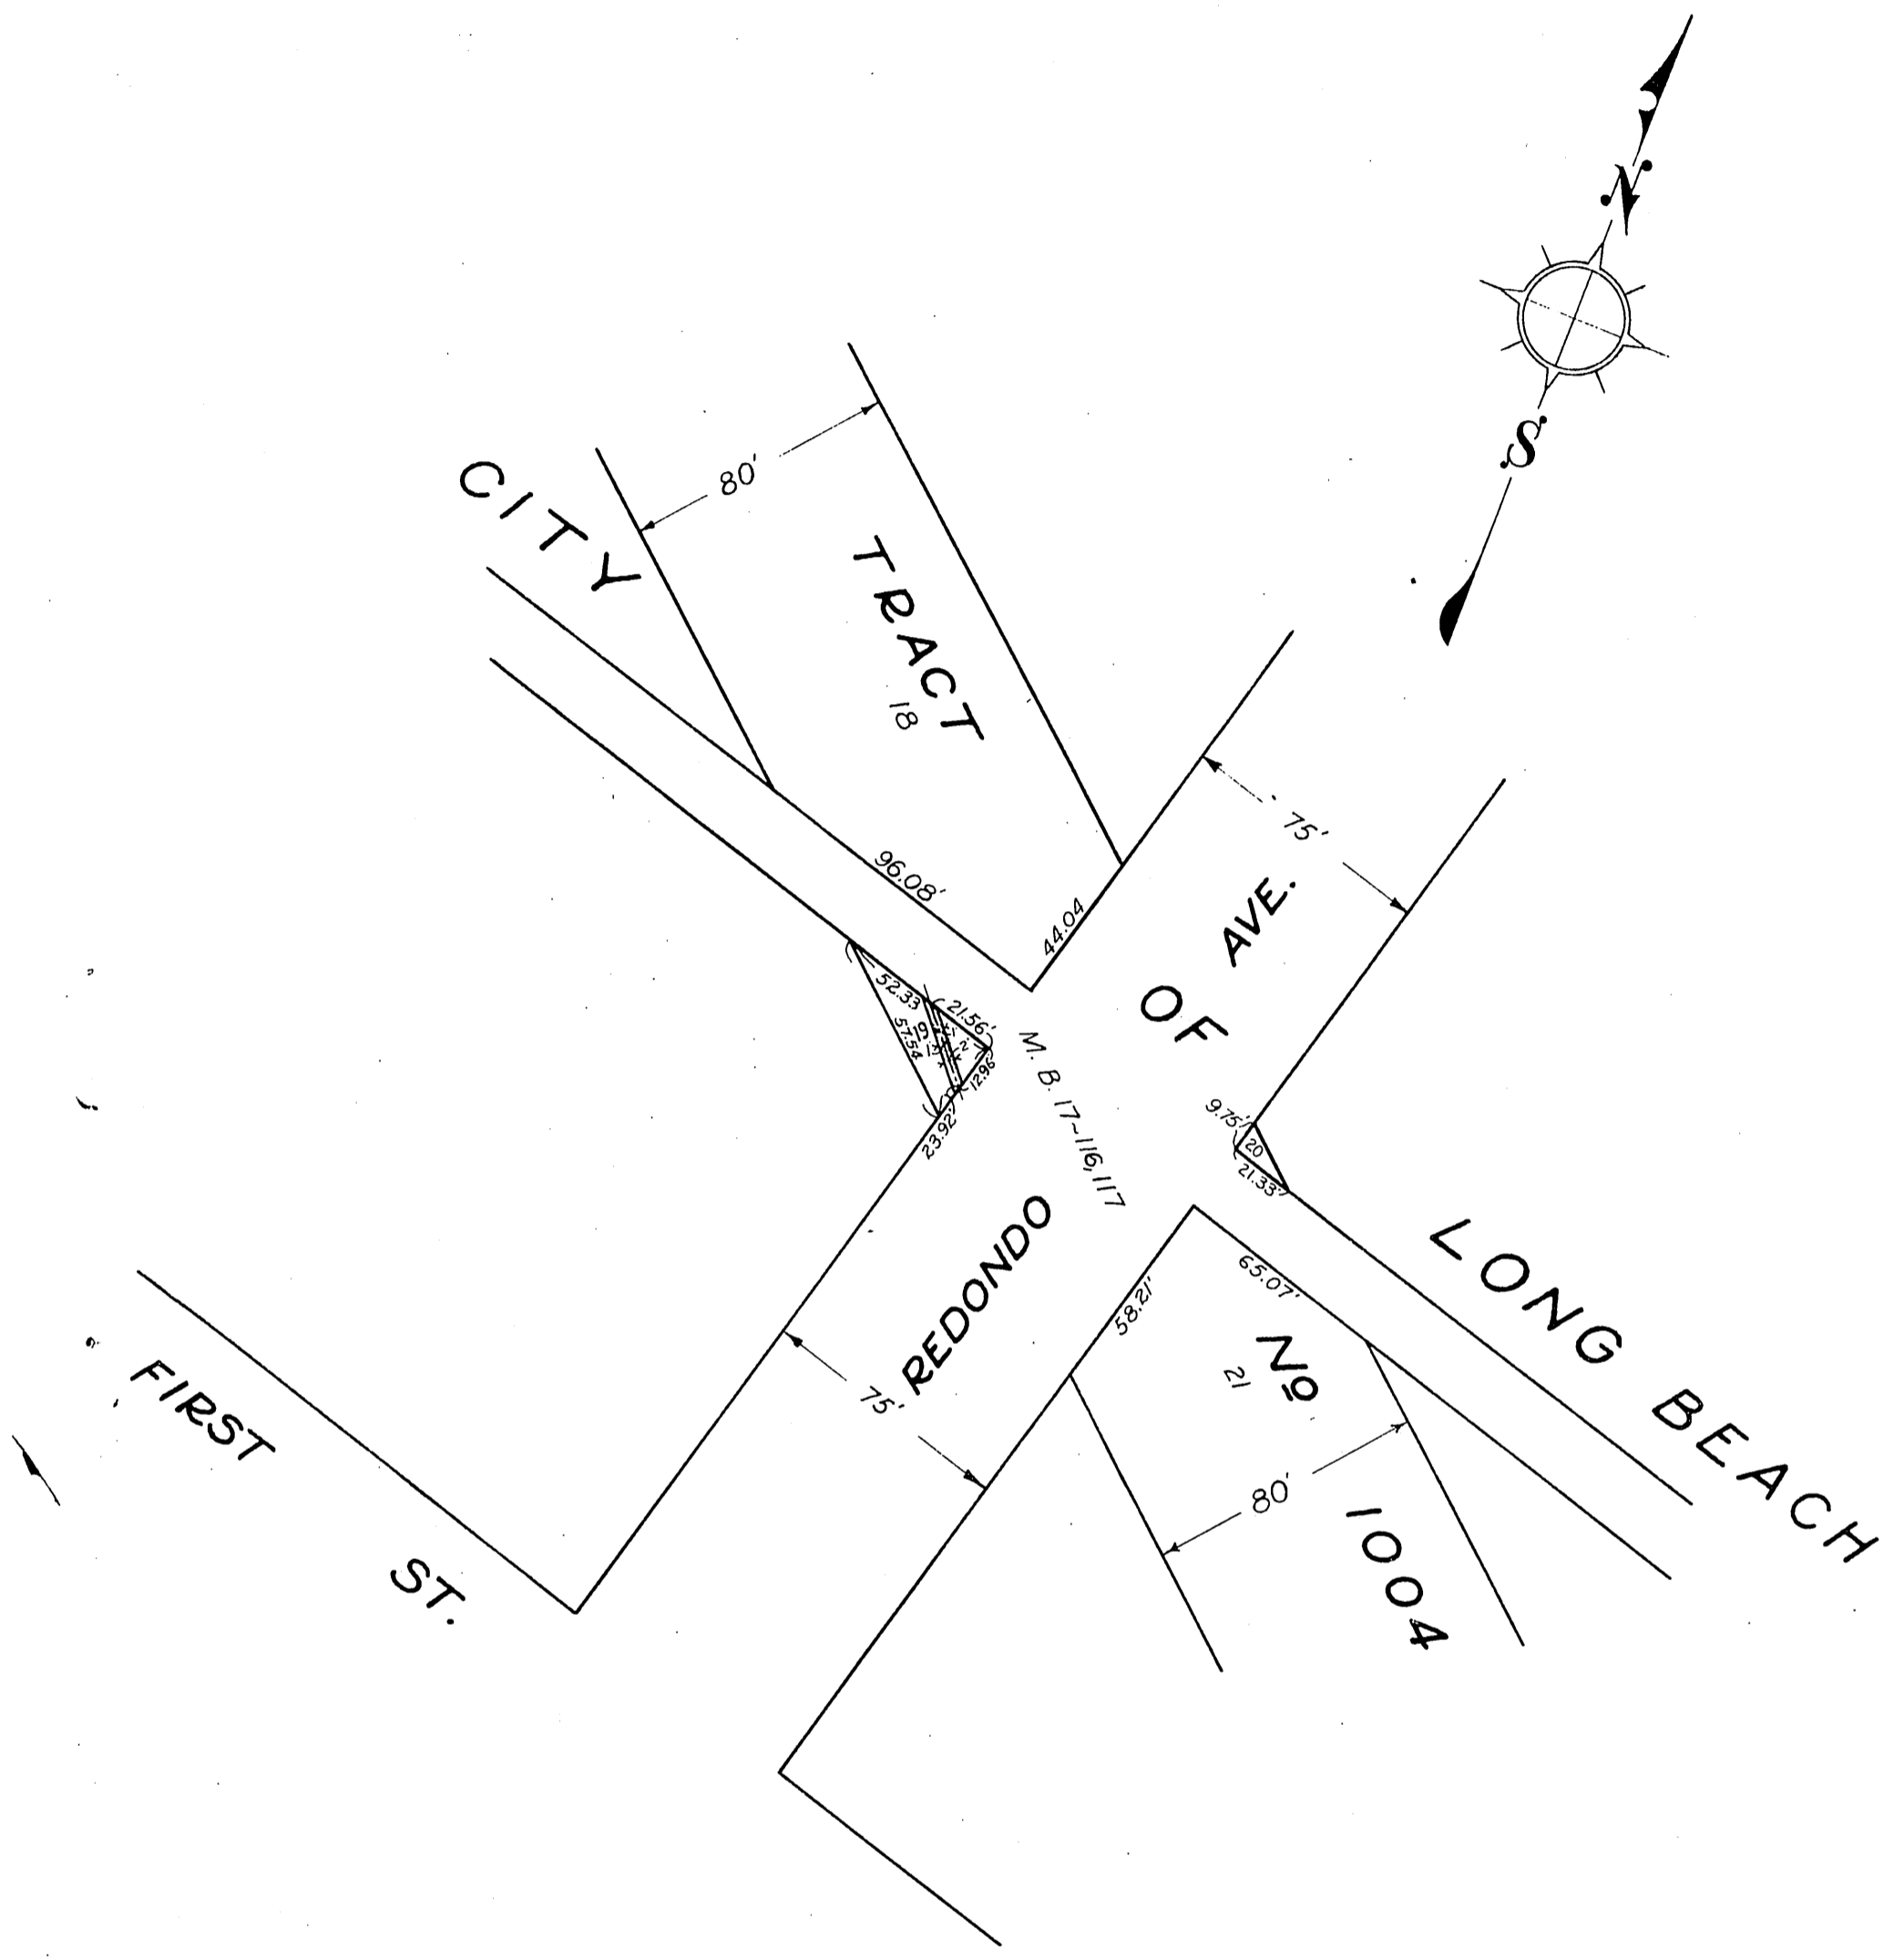 N
S
CITY OF LONG BEACH
80'
TRACT Nº 1004
18
75'
96.08'
44.04
REDONDO AVE.
52.33
21.56'
57.54
19
2
12.96
23.92'
M. B. 17~116,117
9.75'
20
21.33'
65.07'
58.21'
21
75'
80'
FIRST ST.